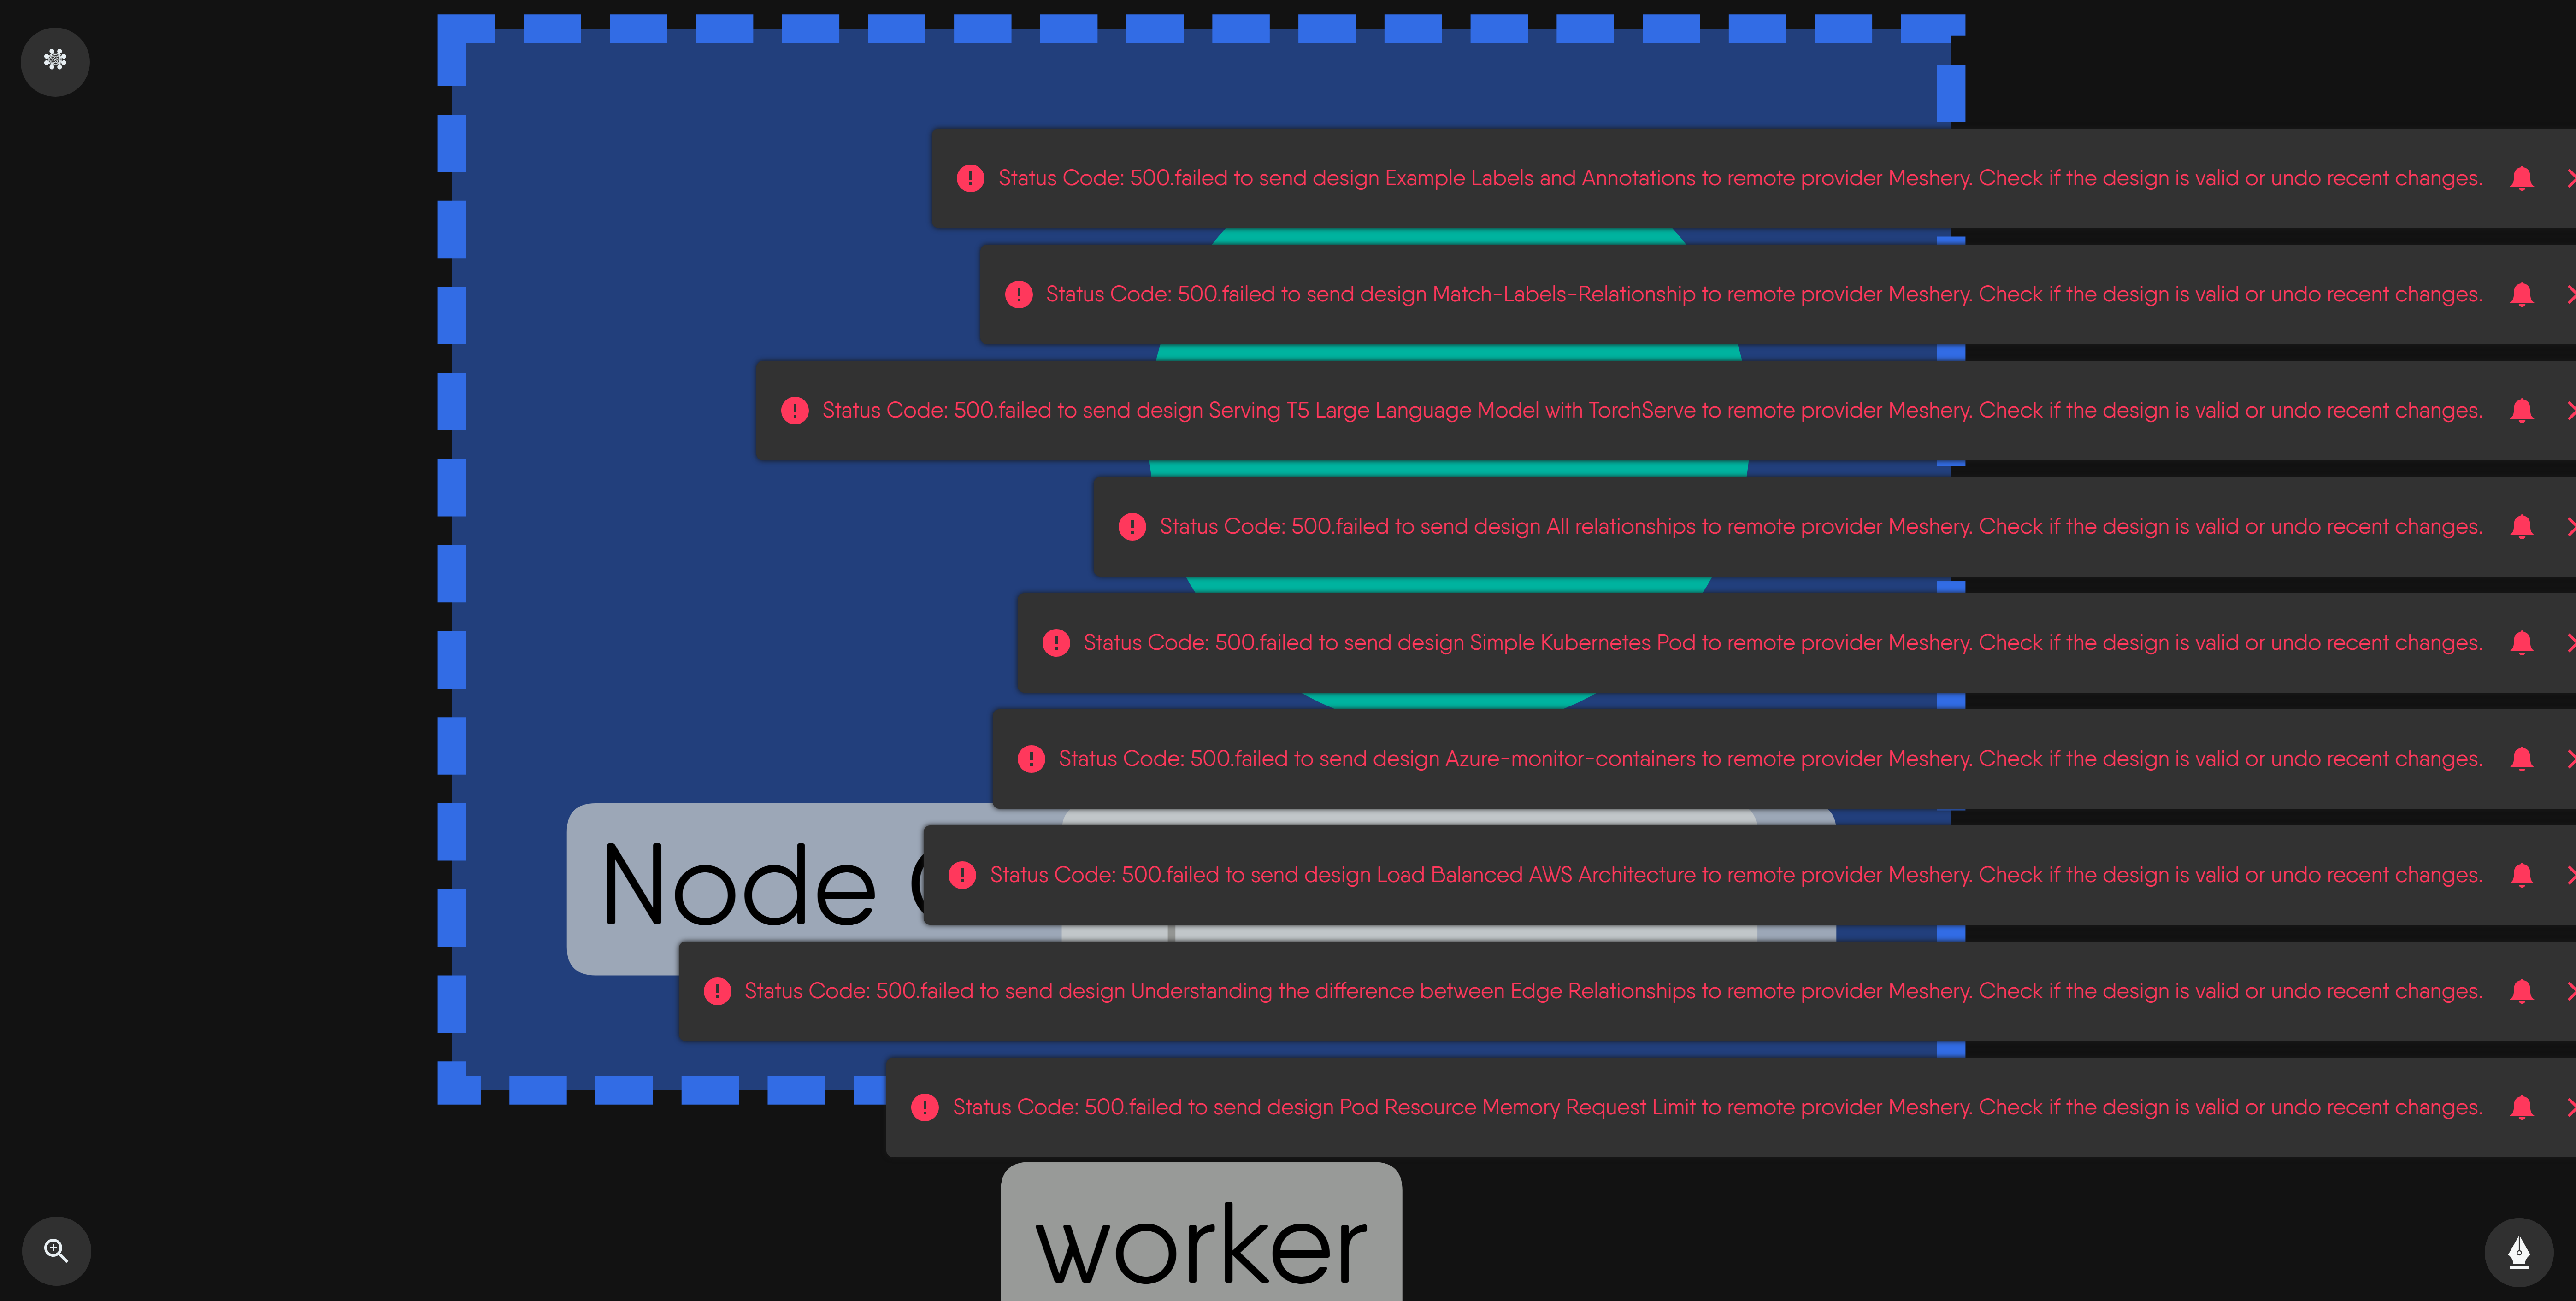 Status Code: 500.failed to send design Example Labels and Annotations to remote provider Meshery. Check if the design is valid or undo recent changes.
Status Code: 500.failed to send design Match-Labels-Relationship to remote provider Meshery. Check if the design is valid or undo recent changes.
Status Code: 500.failed to send design Serving T5 Large Language Model with TorchServe to remote provider Meshery. Check if the design is valid or undo recent changes.
Status Code: 500.failed to send design All relationships to remote provider Meshery. Check if the design is valid or undo recent changes.
Status Code: 500.failed to send design Simple Kubernetes Pod to remote provider Meshery. Check if the design is valid or undo recent changes.
Status Code: 500.failed to send design Azure-monitor-containers to remote provider Meshery. Check if the design is valid or undo recent changes.
Node
Status Code: 500.failed to send design Load Balanced AWS Architecture to remote provider Meshery. Check if the design is valid or undo recent changes.
Status Code: 500.failed to send design Understanding the difference between Edge Relationships to remote provider Meshery. Check if the design is valid or undo recent changes.
Status Code: 500.failed to send design Pod Resource Memory Request Limit to remote provider Meshery. Check if the design is valid or undo recent changes.
worker